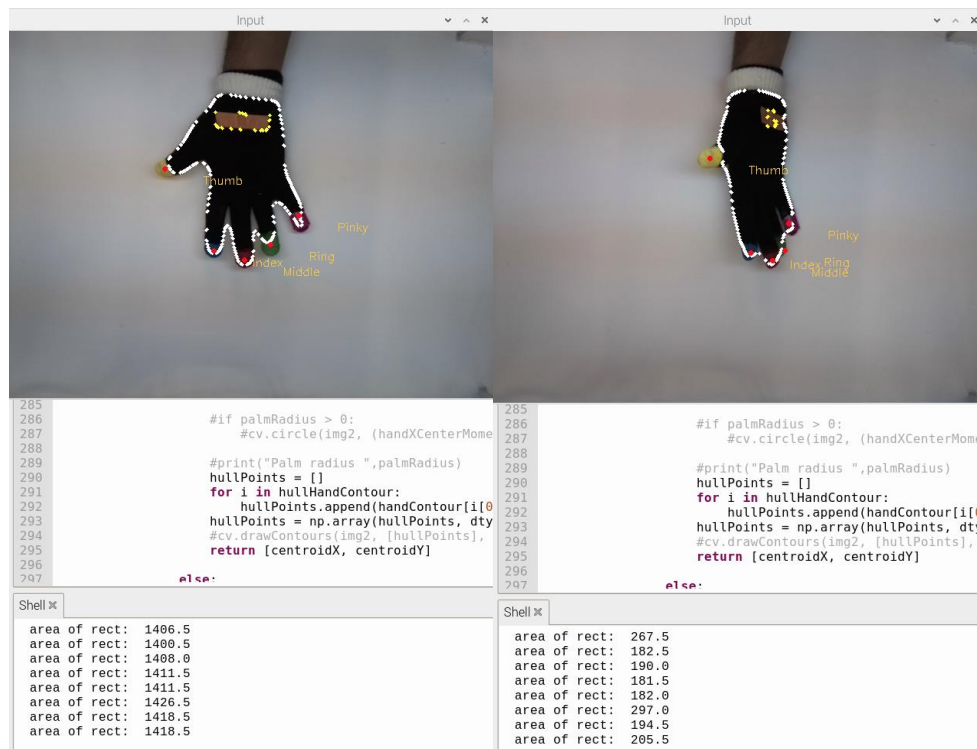 Input
Thumb
Pinky
Index
Ring
Middle
285
286 #if palmRadius > 0:
287 #cv.circle(img2, (handXCenterMome
288
289 #print("Palm radius ",palmRadius)
290 hullPoints = []
291 for i in hullHandContour:
292 hullPoints.append(handContour[i[0
293 hullPoints = np.array(hullPoints, dty
294 #cv.drawContours(img2, [hullPoints],
295 return [centroidX, centroidY]
296
297 else:
Shell
area of rect: 1406.5
area of rect: 1400.5
area of rect: 1408.0
area of rect: 1411.5
area of rect: 1411.5
area of rect: 1426.5
area of rect: 1418.5
area of rect: 1418.5
Input
Thumb
Pinky
Index
Ring
Middle
285
286 #if palmRadius > 0:
287 #cv.circle(img2, (handXCenterMome
288
289 #print("Palm radius ",palmRadius)
290 hullPoints = []
291 for i in hullHandContour:
292 hullPoints.append(handContour[i[0
293 hullPoints = np.array(hullPoints, dty
294 #cv.drawContours(img2, [hullPoints],
295 return [centroidX, centroidY]
296
297 else:
Shell
area of rect: 267.5
area of rect: 182.5
area of rect: 190.0
area of rect: 181.5
area of rect: 182.0
area of rect: 297.0
area of rect: 194.5
area of rect: 205.5